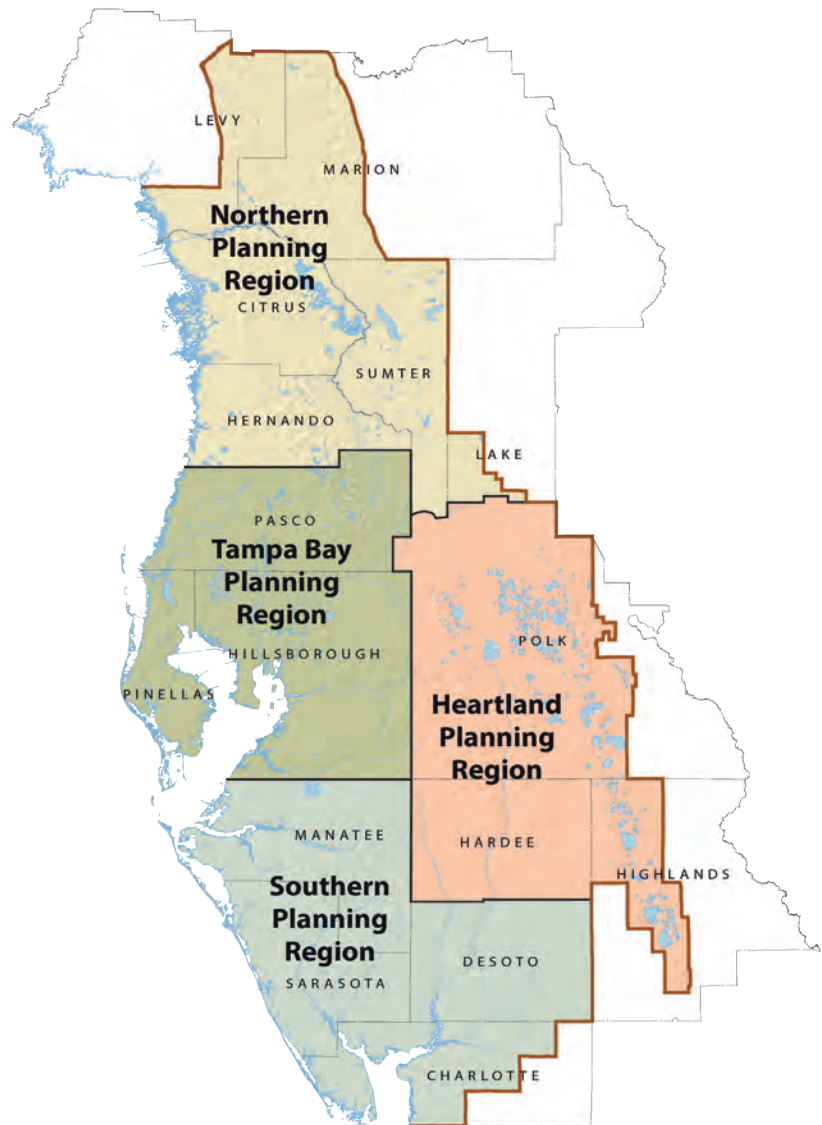 LEVY
MARION
Northern
Planning
Region
CITRUS
SUMTER
HERNANDO
LAKE
PASCO
Tampa Bay
Planning
Region
HILLSBOROUGH
POLK
PINELLAS
Heartland
Planning
Region
MANATEE
HARDEE
HIGHLANDS
Southern
Planning
Region
DESOTO
SARASOTA
CHARLOTTE